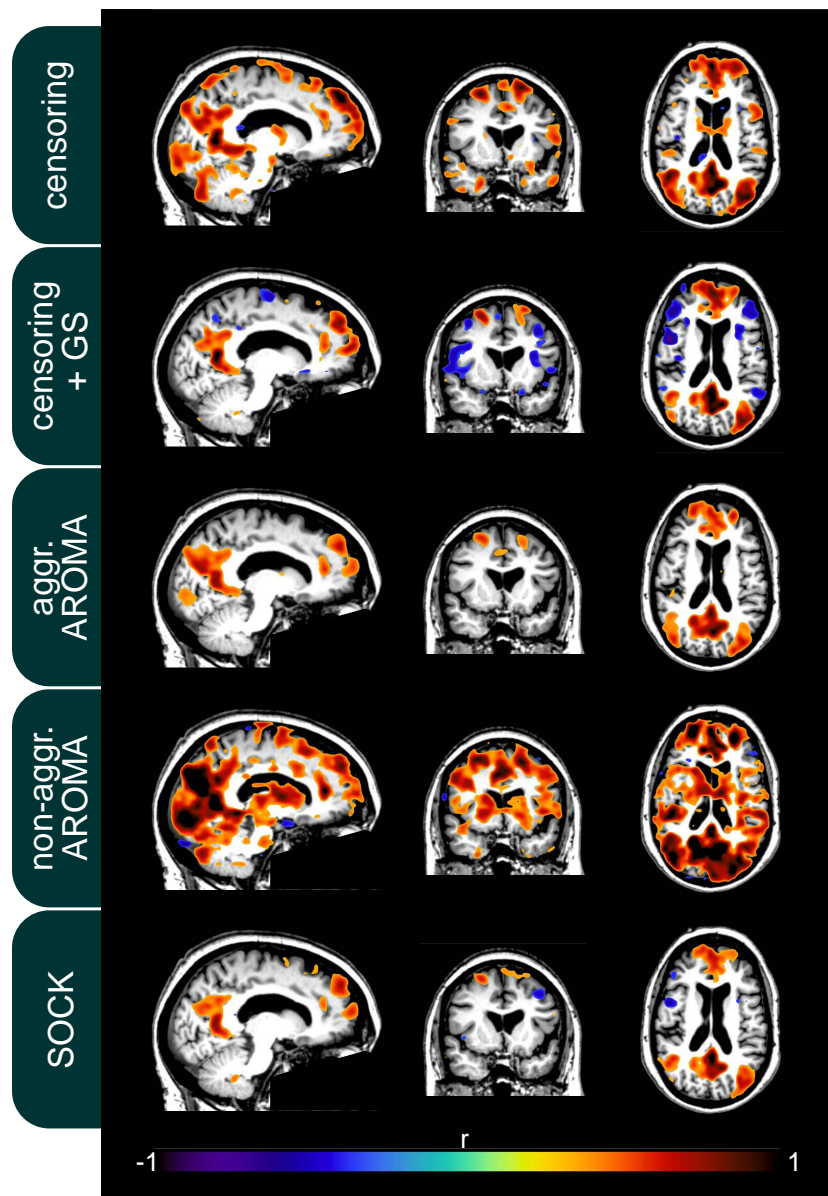 censoring
censoring
+ GS
aggr.
AROMA
non-aggr.
AROMA
SOCK
r
-1
1